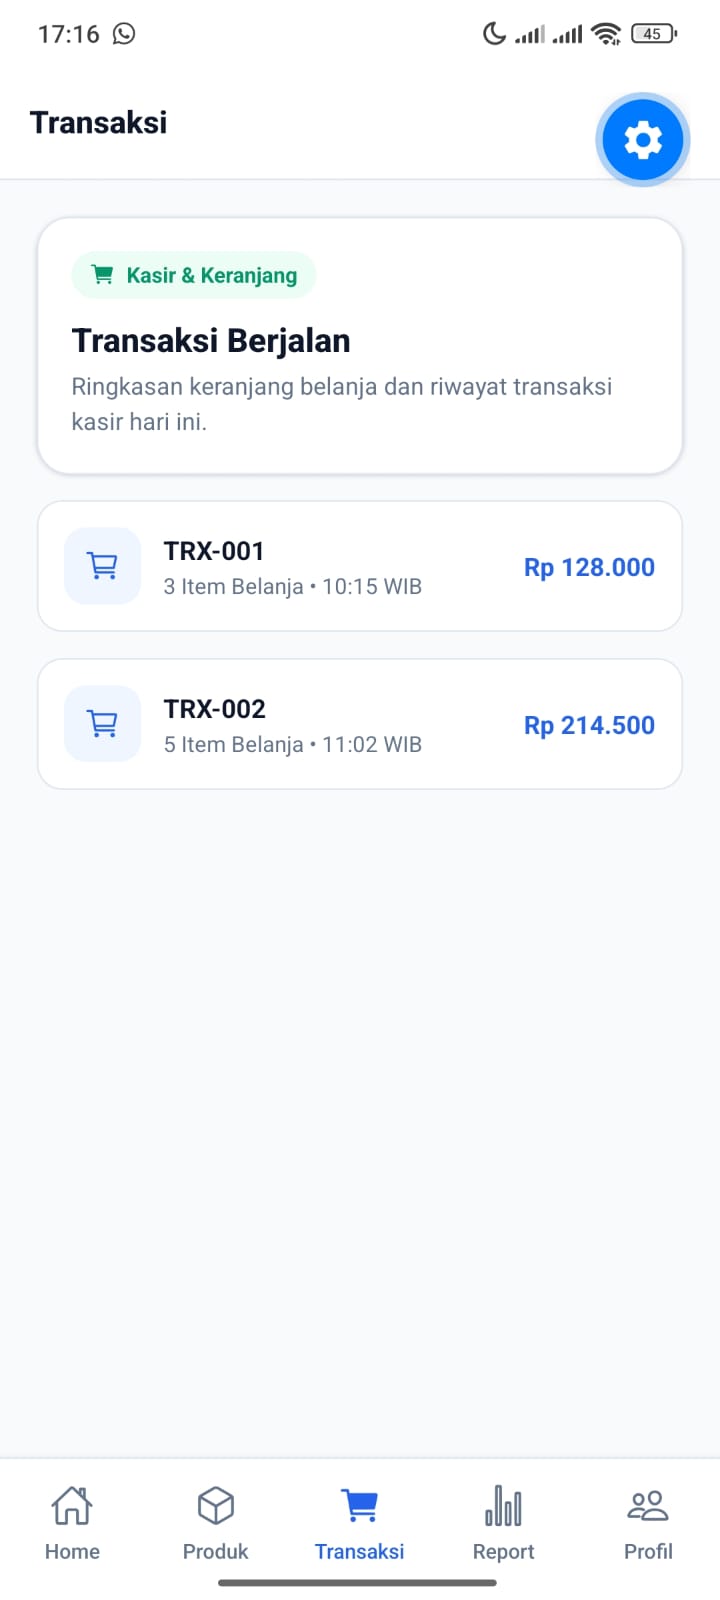 17:16
45
Transaksi
Kasir & Keranjang
Transaksi Berjalan
Ringkasan keranjang belanja dan riwayat transaksi
kasir hari ini.
TRX-001
3 Item Belanja • 10:15 WIB
Rp 128.000
TRX-002
5 Item Belanja • 11:02 WIB
Rp 214.500
Home
Produk
Transaksi
Report
Profil